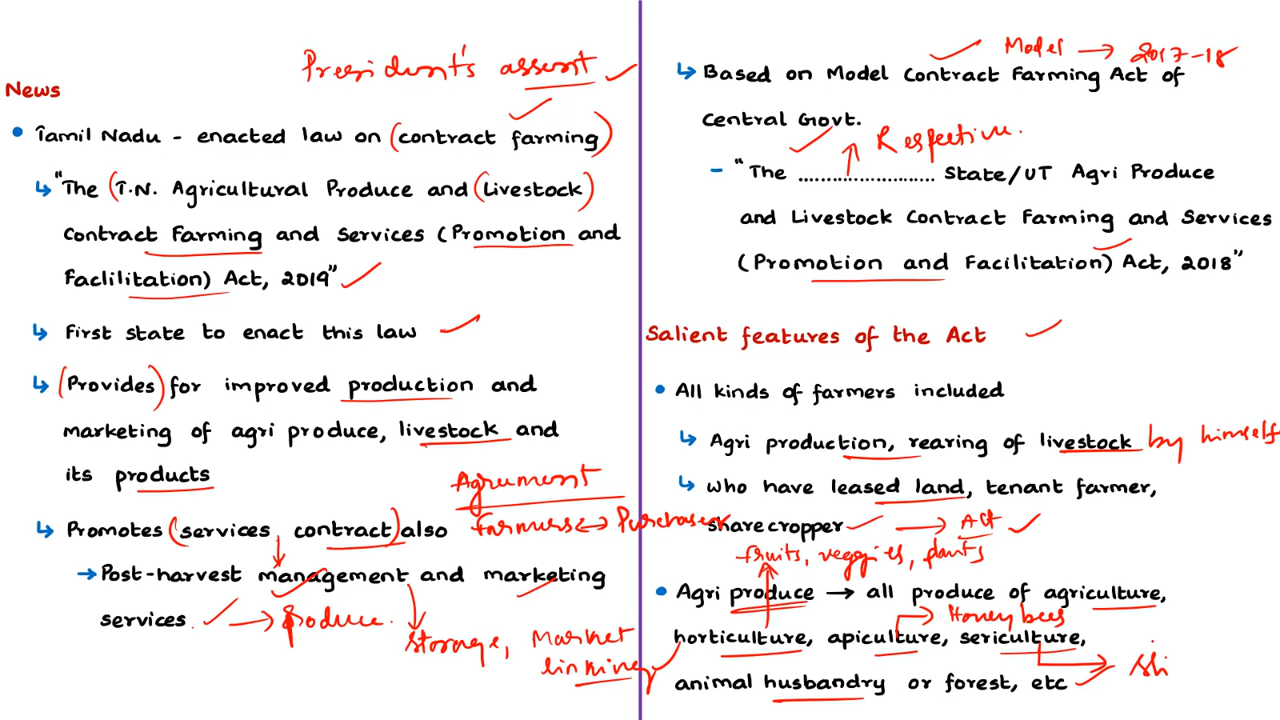 President's assent
News
• Tamil Nadu - enacted law on (contract farming)
↳ "The (T.N. Agricultural Produce and (Livestock)
Contract Farming and Services (Promotion and
Faclilitation) Act, 2019"
↳ First state to enact this law
↳ (Provides) for improved production and
marketing of agri produce, livestock and
its products
Agreement
↳ Promotes (services contract) also
farmers ↔ Purchaser
→ Post-harvest management and marketing
services → produce.
storage, Market
linking
Model → 2017-18
↳ Based on Model Contract Farming Act of
Central Govt.
Respective.
- "The ........................ State/UT Agri Produce
and Livestock Contract Farming and Services
(Promotion and Facilitation) Act, 2018"
Salient features of the Act
• All kinds of farmers included
↳ Agri production, rearing of livestock by himself
↳ who have leased land, tenant farmer,
sharecropper → Act
fruits, veggies, plants
• Agri produce → all produce of agriculture,
Honey bees
horticulture, apiculture, sericulture,
animal husbandry or forest, etc